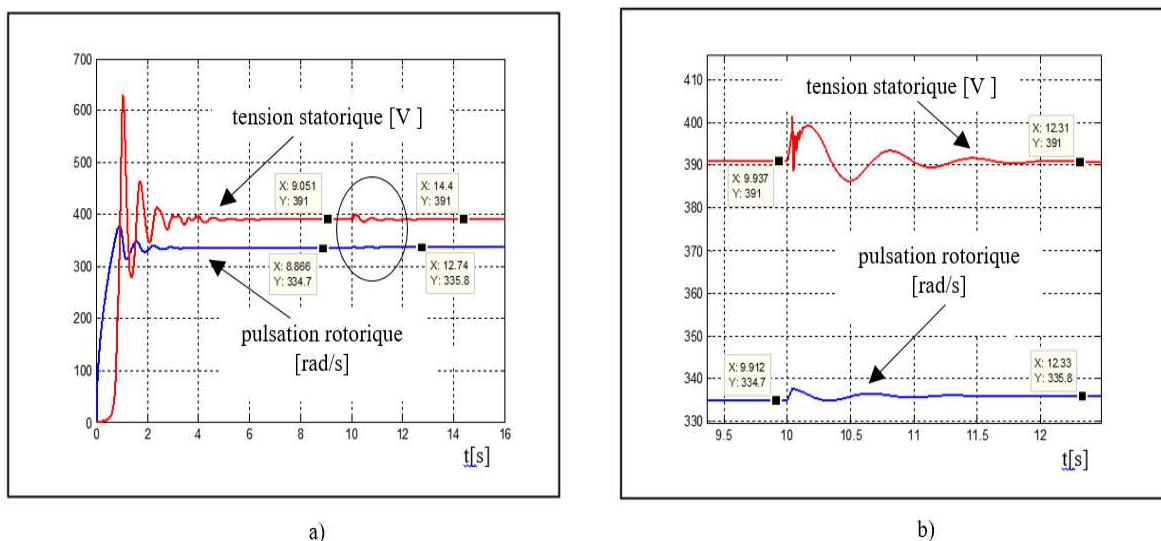 700
600
500
400
300
200
100
0
0 2 4 6 8 10 12 14 16
t[s]
tension statorique [V]
X: 9.051
Y: 391
X: 14.4
Y: 391
X: 8.866
Y: 334.7
X: 12.74
Y: 335.8
pulsation rotorique
[rad/s]
a)
410
400
390
380
370
360
350
340
330
9.5 10 10.5 11 11.5 12
t[s]
tension statorique [V ]
X: 12.31
Y: 391
X: 9.937
Y: 391
pulsation rotorique
[rad/s]
X: 9.912
Y: 334.7
X: 12.33
Y: 335.8
b)